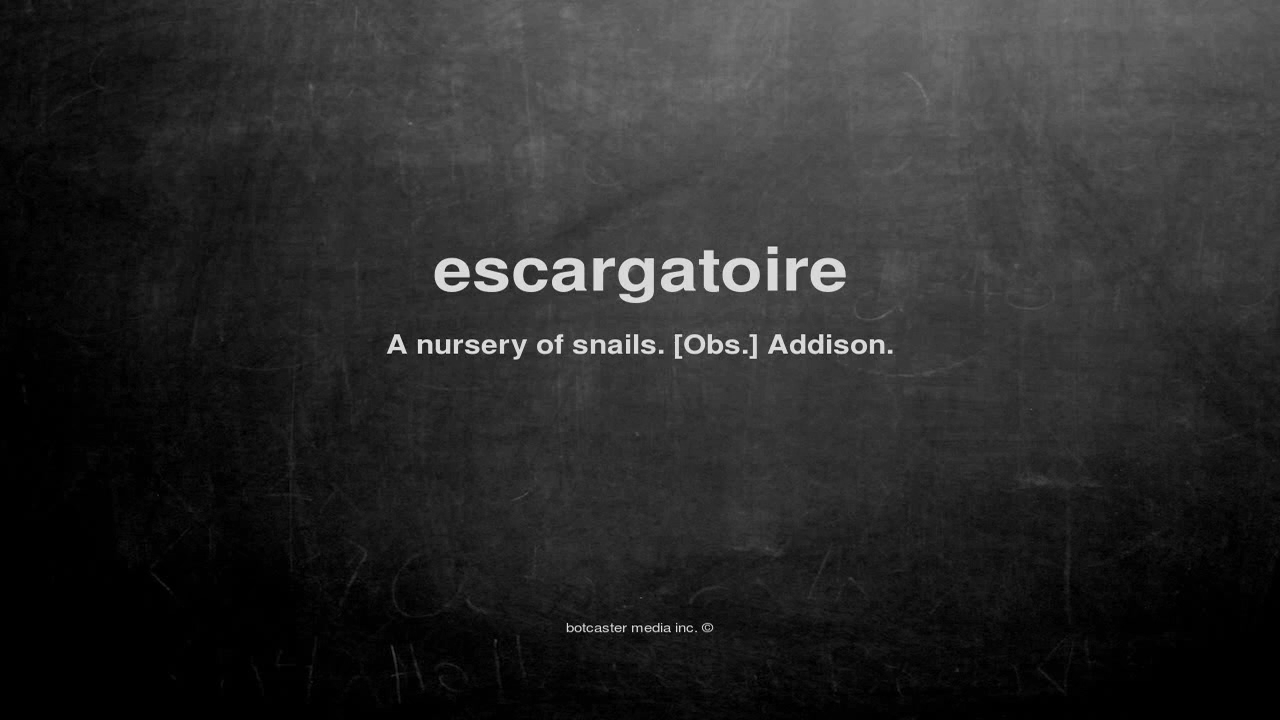 escargatoire
A nursery of snails. [Obs.] Addison.
botcaster media inc. ©